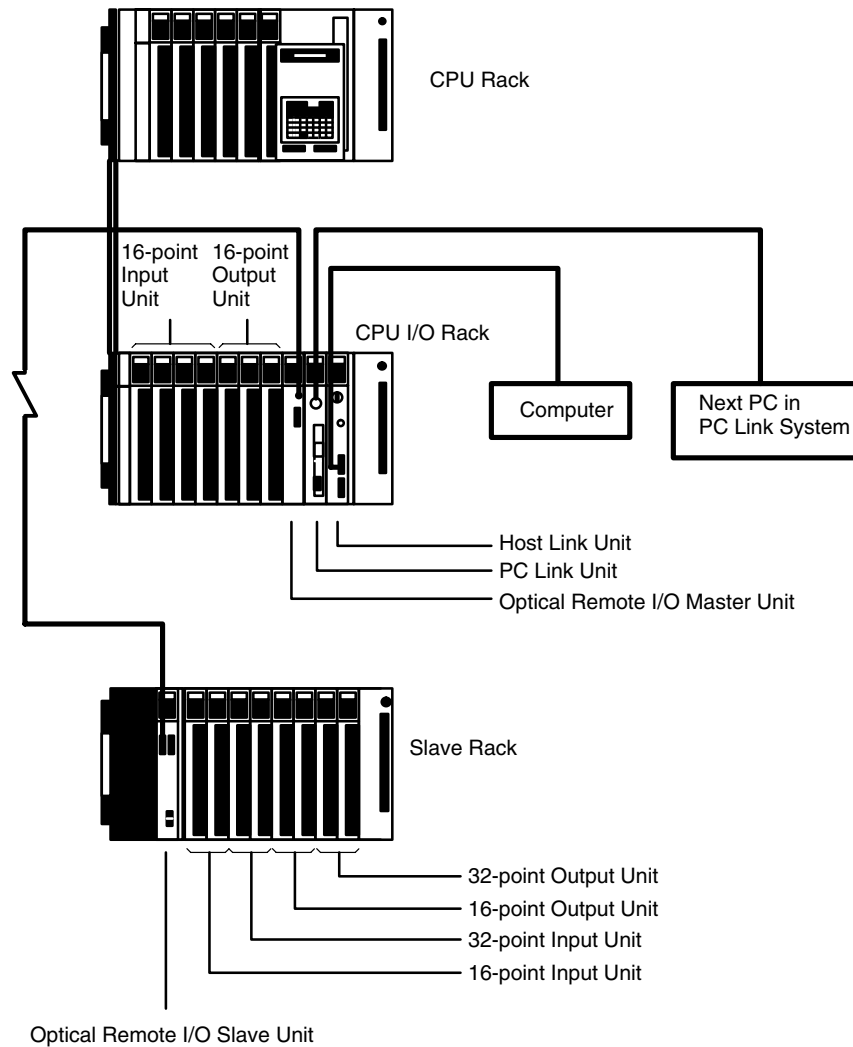 CPU Rack
16-point
Input
Unit
16-point
Output
Unit
CPU I/O Rack
Computer
Next PC in
PC Link System
Host Link Unit
PC Link Unit
Optical Remote I/O Master Unit
Slave Rack
32-point Output Unit
16-point Output Unit
32-point Input Unit
16-point Input Unit
Optical Remote I/O Slave Unit